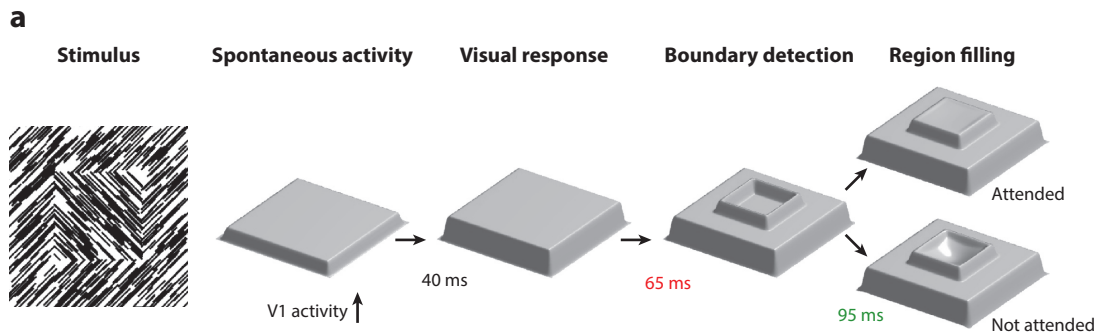 a
Stimulus
Spontaneous activity
Visual response
Boundary detection
Region filling
Attended
40 ms
65 ms
95 ms
V1 activity
Not attended